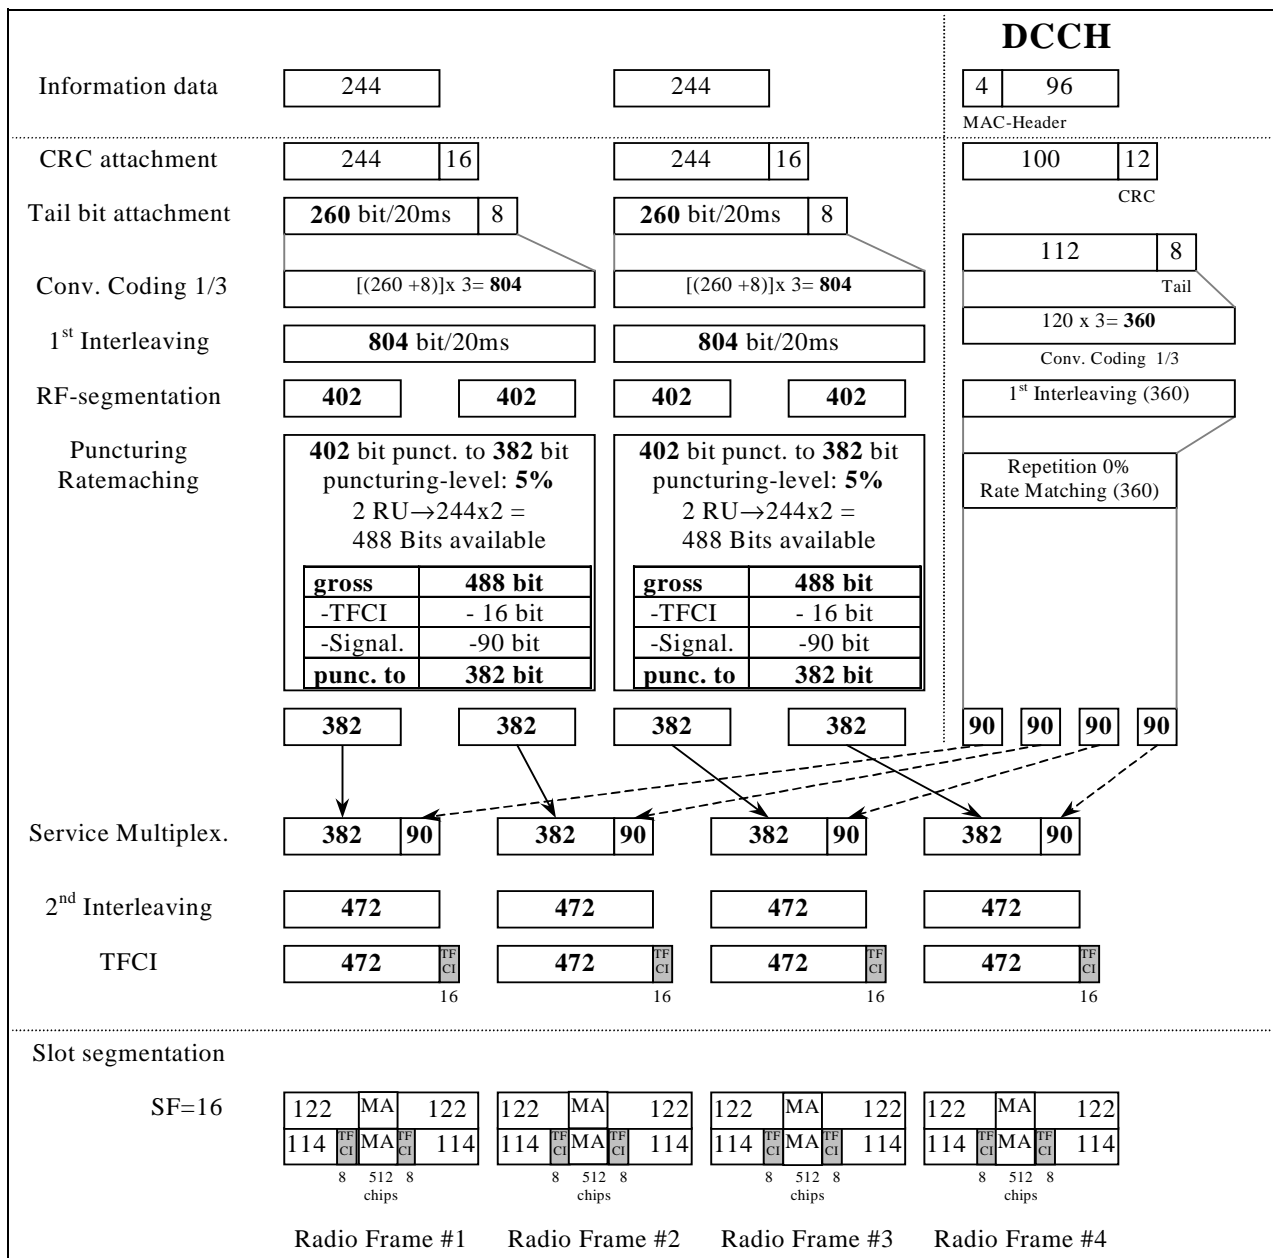 DCCH
Information data 244 244 4 96
MAC-Header
CRC attachment 244 16 244 16 100 12
CRC
Tail bit attachment 260 bit/20ms 8 260 bit/20ms 8
112 8
Tail
Conv. Coding 1/3 [(260 +8)]x 3= 804 [(260 +8)]x 3= 804
120 x 3= 360
Conv. Coding 1/3
1st Interleaving 804 bit/20ms 804 bit/20ms
RF-segmentation 402 402 402 402 1st Interleaving (360)
Puncturing
Ratemaching
402 bit punct. to 382 bit
puncturing-level: 5%
2 RU→244x2 =
488 Bits available
gross 488 bit
-TFCI - 16 bit
-Signal. -90 bit
punc. to 382 bit
402 bit punct. to 382 bit
puncturing-level: 5%
2 RU→244x2 =
488 Bits available
gross 488 bit
-TFCI - 16 bit
-Signal. -90 bit
punc. to 382 bit
Repetition 0%
Rate Matching (360)
382 382 382 382 90 90 90 90
Service Multiplex. 382 90 382 90 382 90 382 90
2nd Interleaving 472 472 472 472
TFCI 472 TF CI 472 TF CI 472 TF CI 472 TF CI
16 16 16 16
Slot segmentation
SF=16 122 MA 122 122 MA 122 122 MA 122 122 MA 122
114 TF CI MA TF CI 114 114 TF CI MA TF CI 114 114 TF CI MA TF CI 114 114 TF CI MA TF CI 114
8 512 8 8 512 8 8 512 8 8 512 8
chips chips chips chips
Radio Frame #1 Radio Frame #2 Radio Frame #3 Radio Frame #4